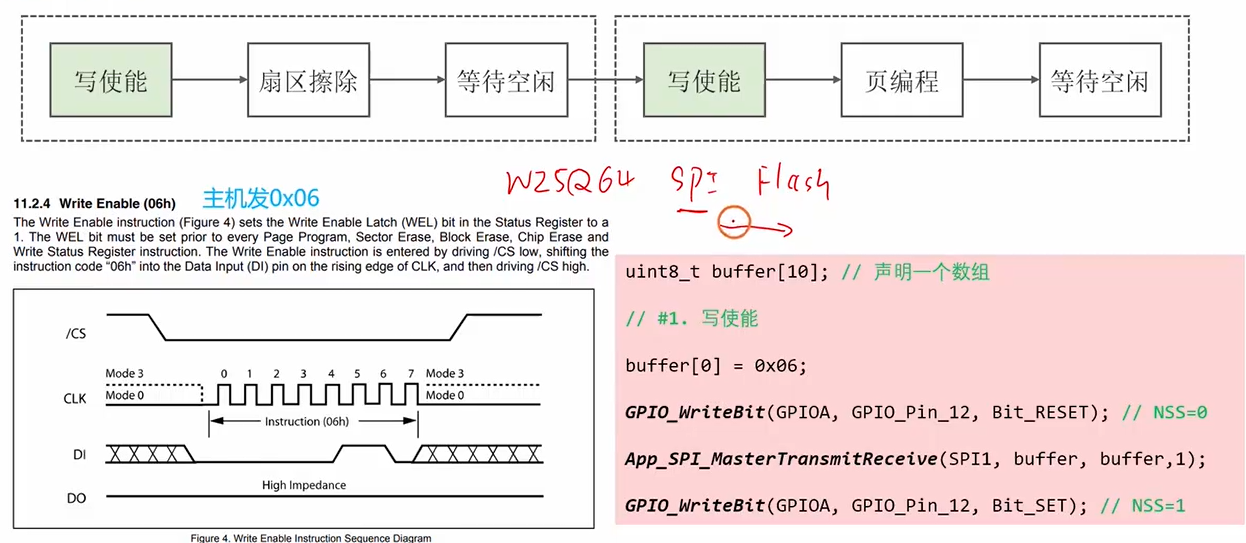 写使能
扇区擦除
等待空闲
写使能
页编程
等待空闲
W25Q64 SPI Flash
11.2.4 Write Enable (06h)
主机发0x06
The Write Enable instruction (Figure 4) sets the Write Enable Latch (WEL) bit in the Status Register to a
1. The WEL bit must be set prior to every Page Program, Sector Erase, Block Erase, Chip Erase and
Write Status Register instruction. The Write Enable instruction is entered by driving /CS low, shifting the
instruction code “06h” into the Data Input (DI) pin on the rising edge of CLK, and then driving /CS high.
/CS
Mode 3
0 1 2 3 4 5 6 7
Mode 3
CLK
Mode 0
Mode 0
Instruction (06h)
DI
High Impedance
DO
Figure 4. Write Enable Instruction Sequence Diagram
uint8_t buffer[10]; // 声明一个数组
// #1. 写使能
buffer[0] = 0x06;
GPIO_WriteBit(GPIOA, GPIO_Pin_12, Bit_RESET); // NSS=0
App_SPI_MasterTransmitReceive(SPI1, buffer, buffer,1);
GPIO_WriteBit(GPIOA, GPIO_Pin_12, Bit_SET); // NSS=1